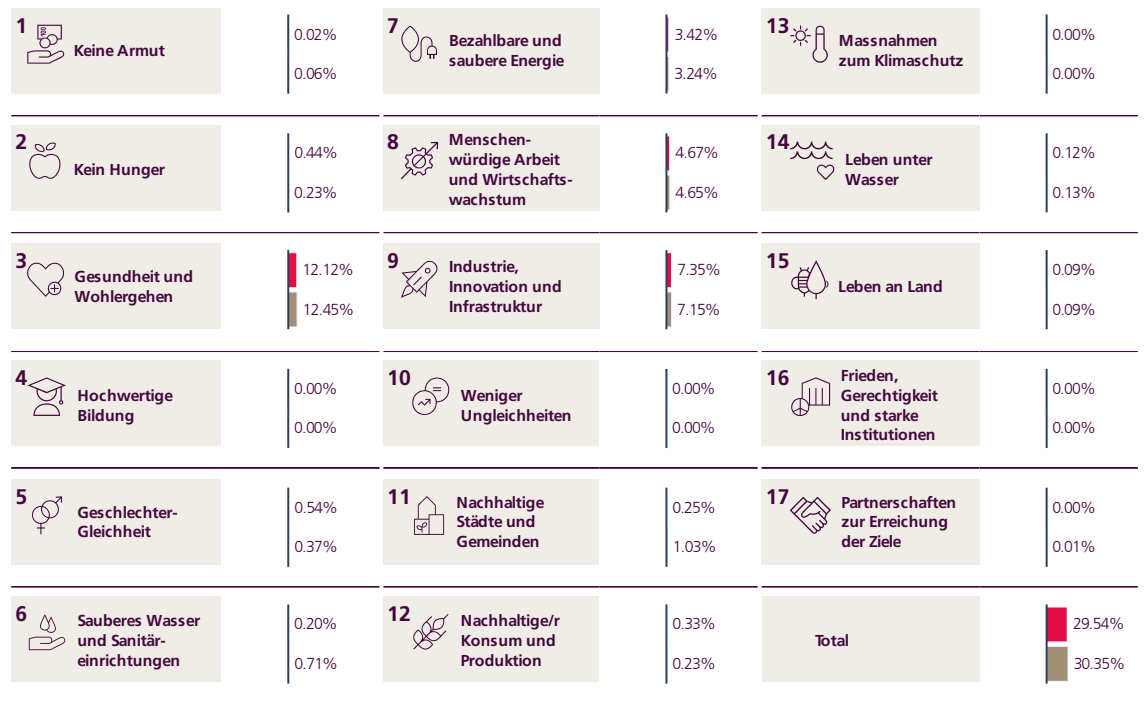 1
Keine Armut
0.02%
0.06%
2
Kein Hunger
0.44%
0.23%
3
Gesundheit und
Wohlergehen
12.12%
12.45%
4
Hochwertige
Bildung
0.00%
0.00%
5
Geschlechter-
Gleichheit
0.54%
0.37%
6
Sauberes Wasser
und Sanitär-
einrichtungen
0.20%
0.71%
7
Bezahlbare und
saubere Energie
3.42%
3.24%
8
Menschen-
würdige Arbeit
und Wirtschafts-
wachstum
4.67%
4.65%
9
Industrie,
Innovation und
Infrastruktur
7.35%
7.15%
10
Weniger
Ungleichheiten
0.00%
0.00%
11
Nachhaltige
Städte und
Gemeinden
0.25%
1.03%
12
Nachhaltige/r
Konsum und
Produktion
0.33%
0.23%
13
Massnahmen
zum Klimaschutz
0.00%
0.00%
14
Leben unter
Wasser
0.12%
0.13%
15
Leben an Land
0.09%
0.09%
16
Frieden,
Gerechtigkeit
und starke
Institutionen
0.00%
0.00%
17
Partnerschaften
zur Erreichung
der Ziele
0.00%
0.01%
Total
29.54%
30.35%